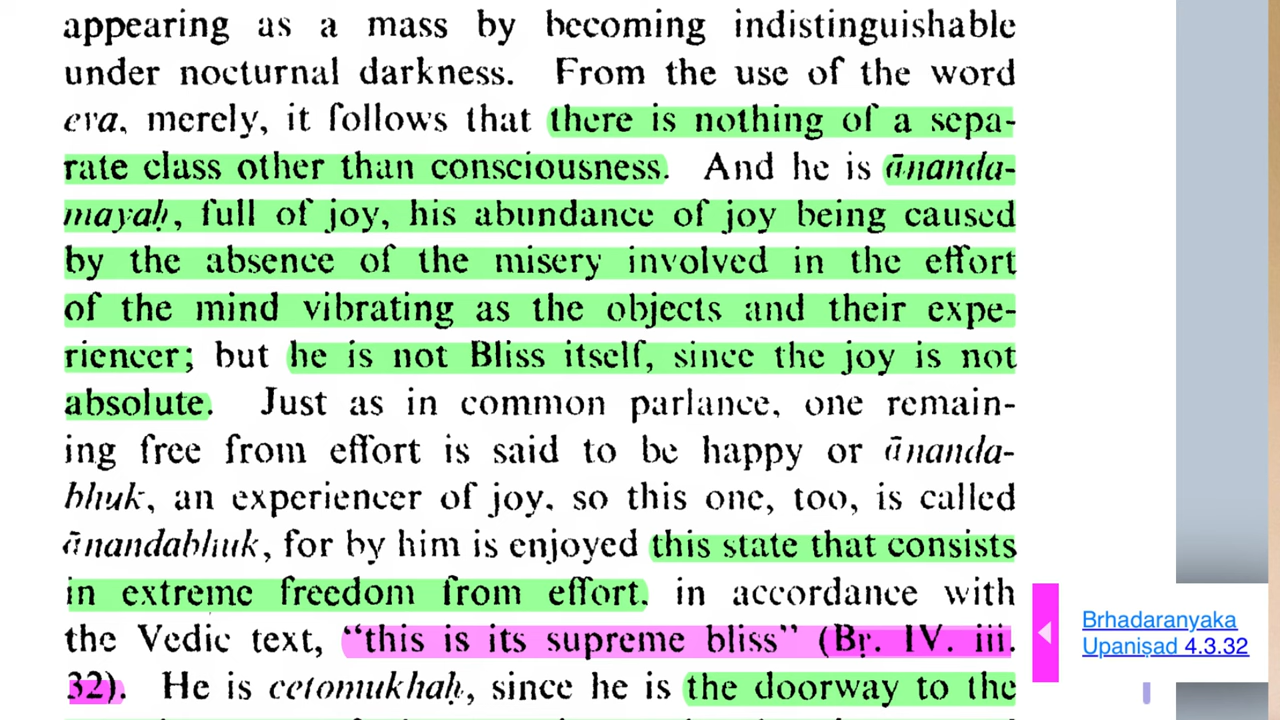 appearing as a mass by becoming indistinguishable
under nocturnal darkness. From the use of the word
eva, merely, it follows that there is nothing of a sepa-
rate class other than consciousness. And he is ānanda-
mayaḥ, full of joy, his abundance of joy being caused
by the absence of the misery involved in the effort
of the mind vibrating as the objects and their expe-
riencer; but he is not Bliss itself, since the joy is not
absolute. Just as in common parlance, one remain-
ing free from effort is said to be happy or ānanda-
bhuk, an experiencer of joy, so this one, too, is called
ānandabhuk, for by him is enjoyed this state that consists
in extreme freedom from effort, in accordance with
the Vedic text, “this is its supreme bliss” (Bṛ. IV. iii.
32). He is cetomukhaḥ, since he is the doorway to the
Brhadaranyaka
Upaniṣad 4.3.32